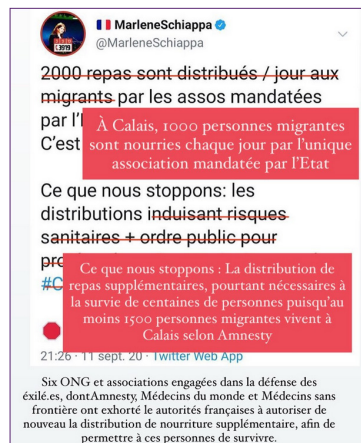 MarleneSchiappa
@MarleneSchiappa
2000 repas sont distribués / jour aux
migrants par les assos mandatées
par l'
C'est
À Calais, 1000 personnes migrantes
sont nourries chaque jour par l'unique
association mandatée par l'Etat
Ce que nous stoppons: les
distributions induisant risques
sanitaires + ordre public pour
#C
Ce que nous stoppons : La distribution de
repas supplémentaires, pourtant nécessaires à
la survie de centaines de personnes puisqu'au
moins 1500 personnes migrantes vivent à
Calais selon Amnesty
21:26 · 11 sept. 20 · Twitter Web App
Six ONG et associations engagées dans la défense des
éxilé.es, dontAmnesty, Médecins du monde et Médecins sans
frontière ont exhorté le autorités françaises à autoriser de
nouveau la distribution de nourriture supplémentaire, afin de
permettre à ces personnes de survivre.